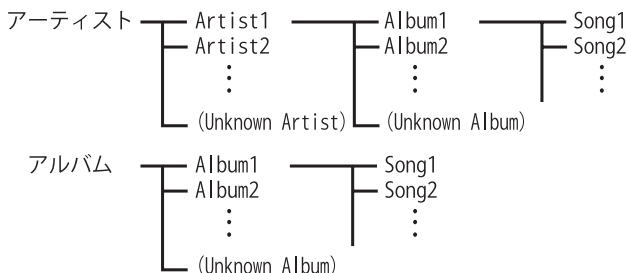 アーティスト Artist1 Album1 Song1
Artist2 Album2 Song2
(Unknown Artist) (Unknown Album)
アルバム Album1 Song1
Album2 Song2
(Unknown Album)